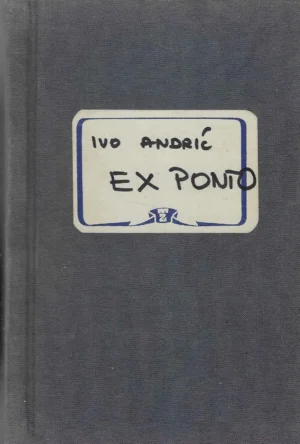 IVO ANDRIĆ
EX PONTO